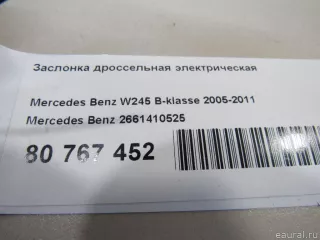 Заслонка дроссельная электрическая
Mercedes Benz W245 B-klasse 2005-2011
Mercedes Benz 2661410525
80 767 452
eaural.ru